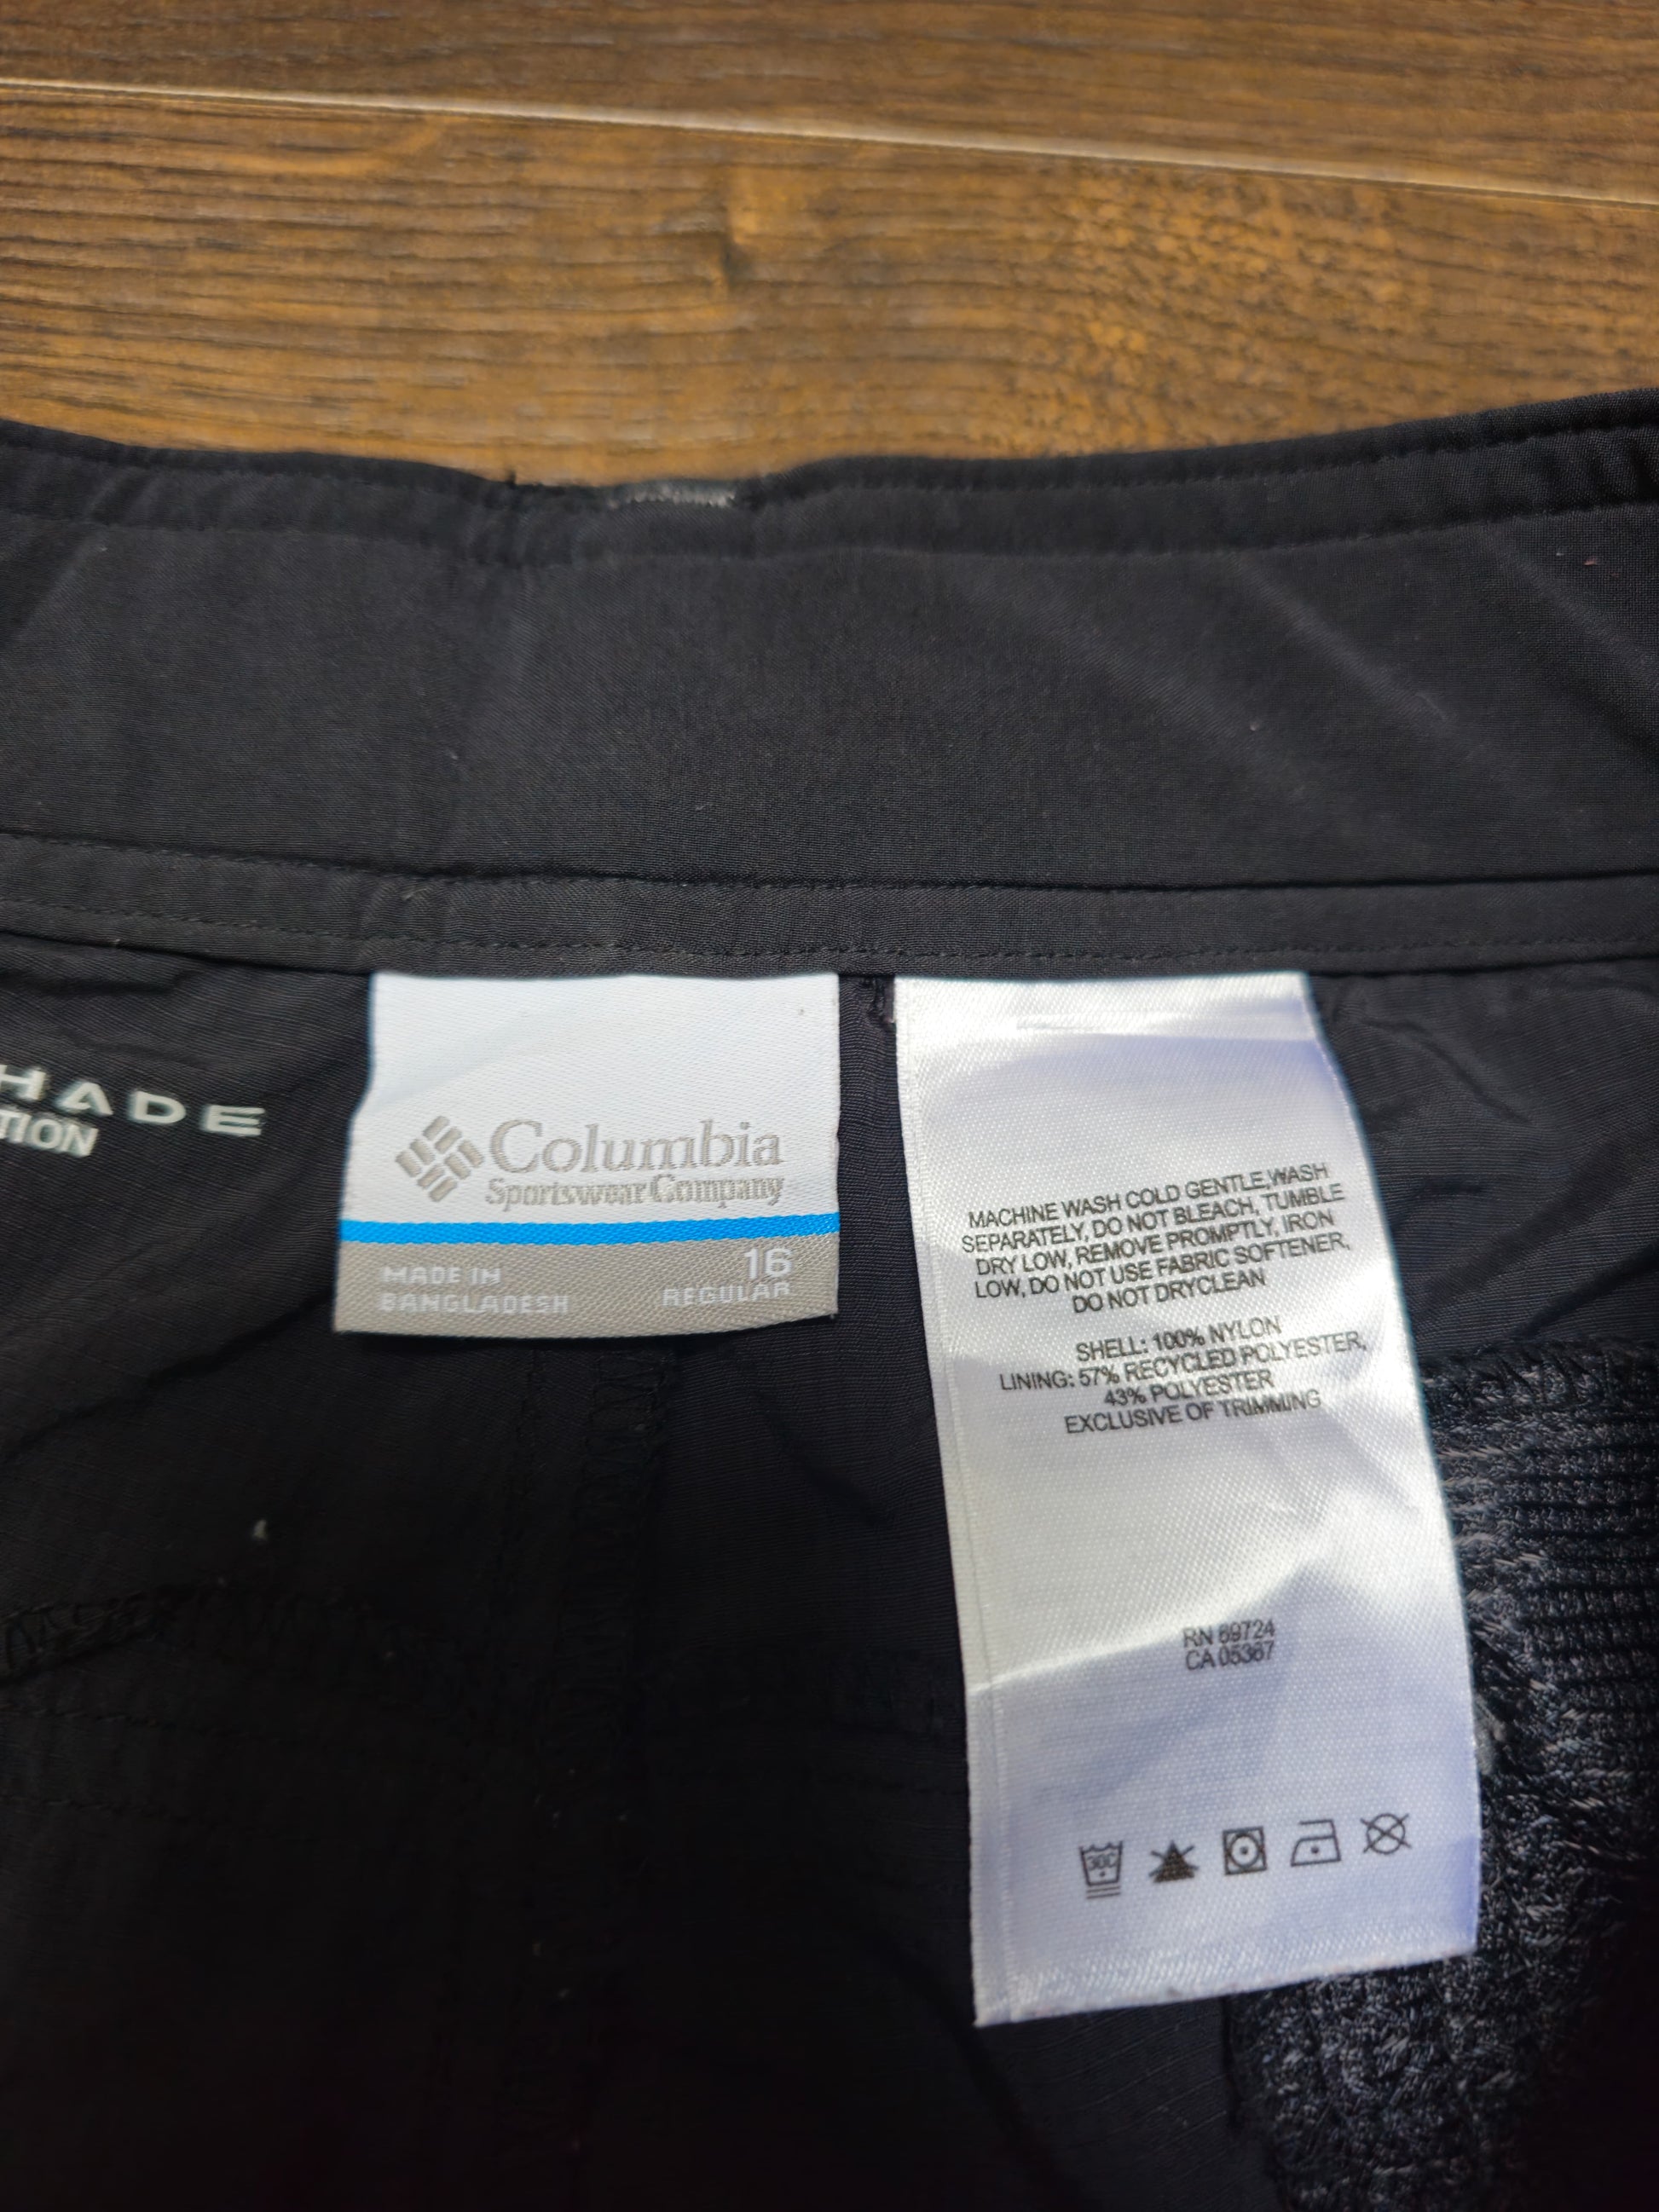 HADE
TION
Columbia
Sportswear Company
MADE IN
BANGLADESH
16
REGULAR
MACHINE WASH COLD GENTLE,WASH
SEPARATELY, DO NOT BLEACH, TUMBLE
DRY LOW, REMOVE PROMPTLY, IRON
LOW, DO NOT USE FABRIC SOFTENER,
DO NOT DRYCLEAN
SHELL: 100% NYLON
LINING: 57% RECYCLED POLYESTER,
43% POLYESTER
EXCLUSIVE OF TRIMMING
RN 69724
CA 05367
30C